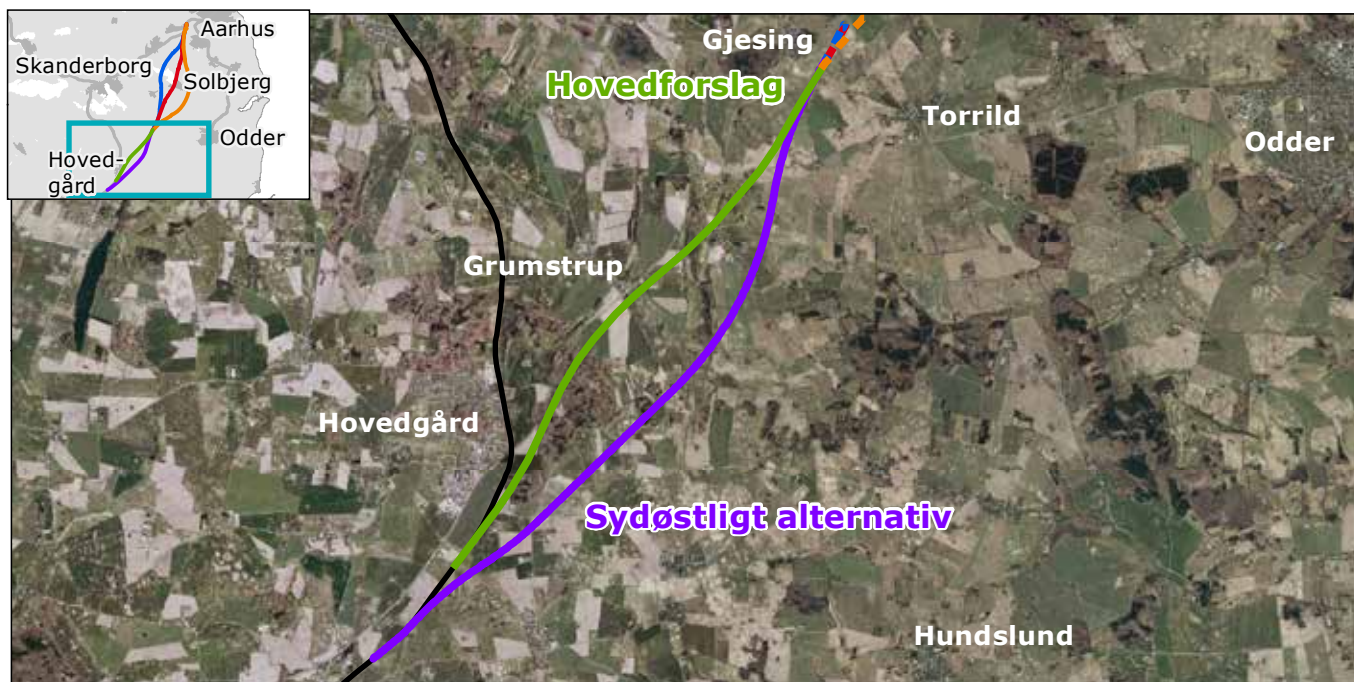 Aarhus
Skanderborg
Solbjerg
Odder
Hoved-
gård
Gjesing
Hovedforslag
Torrild
Odder
Grumstrup
Hovedgård
Sydøstligt alternativ
Hundslund